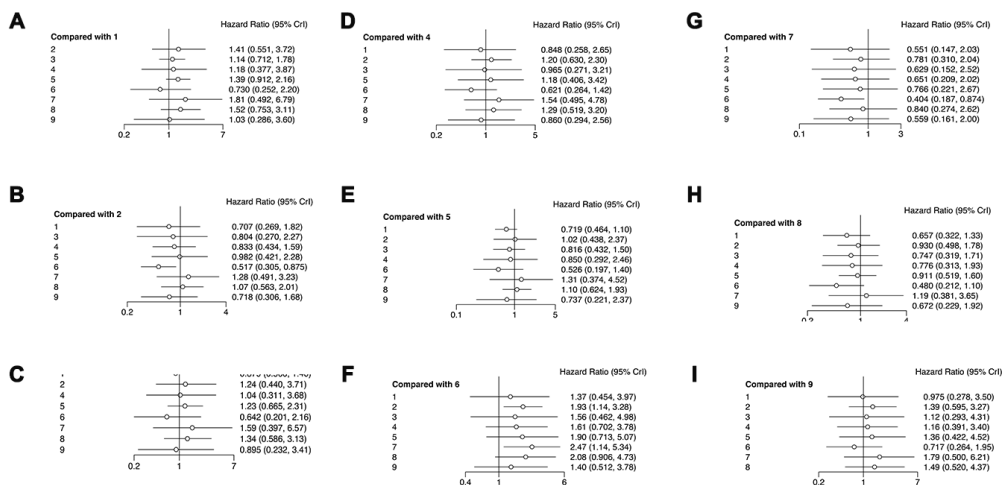 A
Hazard Ratio (95% CrI)
Compared with 1
2 1.41 (0.551, 3.72)
3 1.14 (0.712, 1.78)
4 1.18 (0.377, 3.87)
5 1.39 (0.912, 2.16)
6 0.730 (0.252, 2.20)
7 1.81 (0.492, 6.79)
8 1.52 (0.753, 3.11)
9 1.03 (0.286, 3.60)
0.2 1 7
D
Hazard Ratio (95% CrI)
Compared with 4
1 0.848 (0.258, 2.65)
2 1.20 (0.630, 2.30)
3 0.965 (0.271, 3.21)
5 1.18 (0.406, 3.42)
6 0.621 (0.264, 1.42)
7 1.54 (0.495, 4.78)
8 1.29 (0.519, 3.20)
9 0.860 (0.294, 2.56)
0.2 1 5
G
Hazard Ratio (95% CrI)
Compared with 7
1 0.551 (0.147, 2.03)
2 0.781 (0.310, 2.04)
3 0.629 (0.152, 2.52)
4 0.651 (0.209, 2.02)
5 0.766 (0.221, 2.67)
6 0.404 (0.187, 0.874)
8 0.840 (0.274, 2.62)
9 0.559 (0.161, 2.00)
0.1 1 3
B
Hazard Ratio (95% CrI)
Compared with 2
1 0.707 (0.269, 1.82)
3 0.804 (0.270, 2.27)
4 0.833 (0.434, 1.59)
5 0.982 (0.421, 2.28)
6 0.517 (0.305, 0.875)
7 1.28 (0.491, 3.23)
8 1.07 (0.563, 2.01)
9 0.718 (0.306, 1.68)
0.2 1 4
E
Hazard Ratio (95% CrI)
Compared with 5
1 0.719 (0.464, 1.10)
2 1.02 (0.438, 2.37)
3 0.816 (0.432, 1.50)
4 0.850 (0.292, 2.46)
6 0.526 (0.197, 1.40)
7 1.31 (0.374, 4.52)
8 1.10 (0.624, 1.93)
9 0.737 (0.221, 2.37)
0.1 1 5
H
Hazard Ratio (95% CrI)
Compared with 8
1 0.657 (0.322, 1.33)
2 0.930 (0.498, 1.78)
3 0.747 (0.319, 1.71)
4 0.776 (0.313, 1.93)
5 0.911 (0.519, 1.60)
6 0.480 (0.212, 1.10)
7 1.19 (0.381, 3.65)
9 0.672 (0.229, 1.92)
0.2 1 4
C
2 1.24 (0.440, 3.71)
4 1.04 (0.311, 3.68)
5 1.23 (0.665, 2.31)
6 0.642 (0.201, 2.16)
7 1.59 (0.397, 6.57)
8 1.34 (0.586, 3.13)
9 0.895 (0.232, 3.41)
0.2 1 7
F
Hazard Ratio (95% CrI)
Compared with 6
1 1.37 (0.454, 3.97)
2 1.93 (1.14, 3.28)
3 1.56 (0.462, 4.98)
4 1.61 (0.702, 3.78)
5 1.90 (0.713, 5.07)
7 2.47 (1.14, 5.34)
8 2.08 (0.906, 4.73)
9 1.40 (0.512, 3.78)
0.4 1 6
I
Hazard Ratio (95% CrI)
Compared with 9
1 0.975 (0.278, 3.50)
2 1.39 (0.595, 3.27)
3 1.12 (0.293, 4.31)
4 1.16 (0.391, 3.40)
5 1.36 (0.422, 4.52)
6 0.717 (0.264, 1.95)
7 1.79 (0.500, 6.21)
8 1.49 (0.520, 4.37)
0.2 1 7